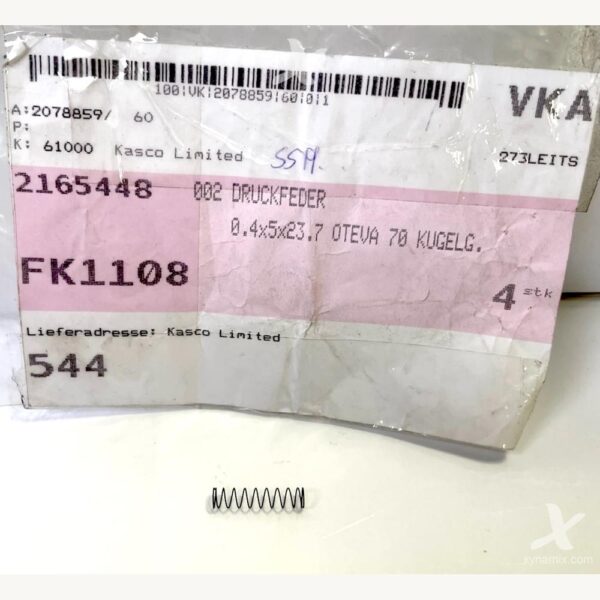 100|VK|2078859|60|0|1
VKA
A:2078859/ 60
P:
K: 61000 Kasco Limited
273LEITS
2165448 002 DRUCKFEDER
0.4x5x23.7 OTEVA 70 KUGELG.
FK1108
4 stk
Lieferadresse: Kasco Limited
544
X
xynamix.com